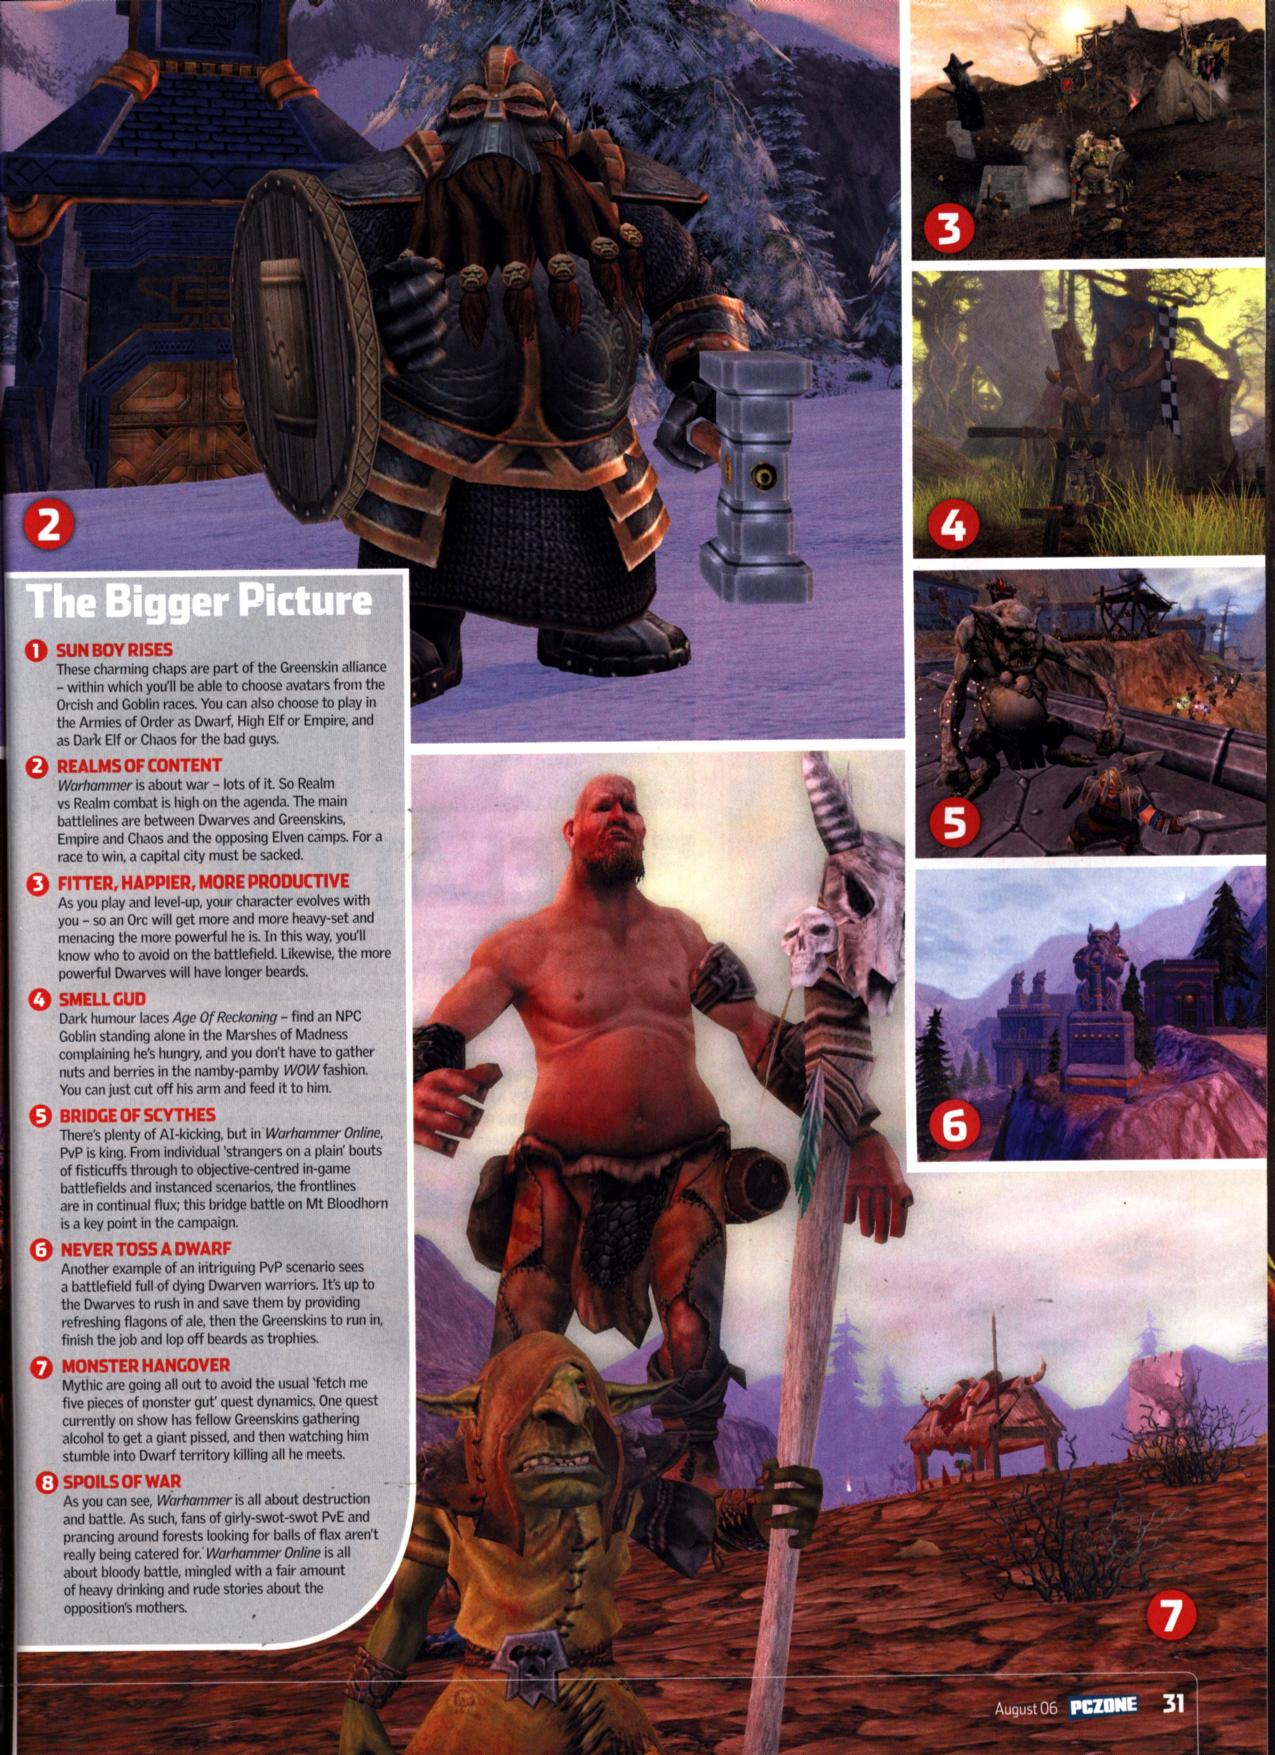 2
3
4
5
6
The Bigger Picture
1 SUN BOY RISES
These charming chaps are part of the Greenskin alliance
– within which you'll be able to choose avatars from the
Orcish and Goblin races. You can also choose to play in
the Armies of Order as Dwarf, High Elf or Empire, and
as Dark Elf or Chaos for the bad guys.
2 REALMS OF CONTENT
Warhammer is about war – lots of it. So Realm
vs Realm combat is high on the agenda. The main
battlelines are between Dwarves and Greenskins,
Empire and Chaos and the opposing Elven camps. For a
race to win, a capital city must be sacked.
3 FITTER, HAPPIER, MORE PRODUCTIVE
As you play and level-up, your character evolves with
you – so an Orc will get more and more heavy-set and
menacing the more powerful he is. In this way, you'll
know who to avoid on the battlefield. Likewise, the more
powerful Dwarves will have longer beards.
4 SMELL GUD
Dark humour laces Age Of Reckoning – find an NPC
Goblin standing alone in the Marshes of Madness
complaining he's hungry, and you don't have to gather
nuts and berries in the namby-pamby WOW fashion.
You can just cut off his arm and feed it to him.
5 BRIDGE OF SCYTHES
There's plenty of AI-kicking, but in Warhammer Online,
PvP is king. From individual 'strangers on a plain' bouts
of fisticuffs through to objective-centred in-game
battlefields and instanced scenarios, the frontlines
are in continual flux; this bridge battle on Mt Bloodhorn
is a key point in the campaign.
6 NEVER TOSS A DWARF
Another example of an intriguing PvP scenario sees
a battlefield full of dying Dwarven warriors. It's up to
the Dwarves to rush in and save them by providing
refreshing flagons of ale, then the Greenskins to run in,
finish the job and lop off beards as trophies.
7 MONSTER HANGOVER
Mythic are going all out to avoid the usual 'fetch me
five pieces of monster gut' quest dynamics. One quest
currently on show has fellow Greenskins gathering
alcohol to get a giant pissed, and then watching him
stumble into Dwarf territory killing all he meets.
8 SPOILS OF WAR
As you can see, Warhammer is all about destruction
and battle. As such, fans of girly-swot-swot PvE and
prancing around forests looking for balls of flax aren't
really being catered for. Warhammer Online is all
about bloody battle, mingled with a fair amount
of heavy drinking and rude stories about the
opposition's mothers.
7
August 06 PCZONE 31